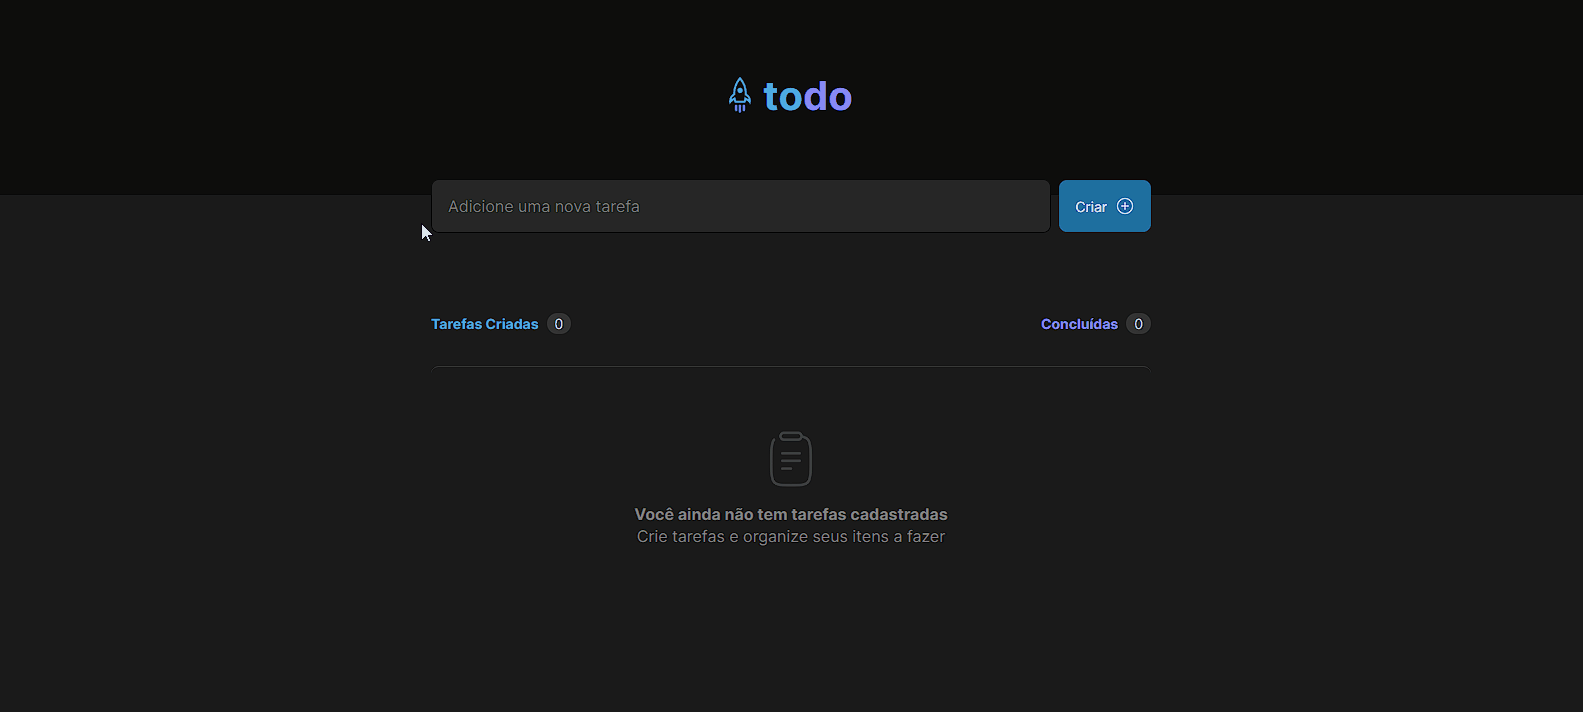 todo
Adicione uma nova tarefa
Criar
Tarefas Criadas 0
Concluídas 0
Você ainda não tem tarefas cadastradas
Crie tarefas e organize seus itens a fazer